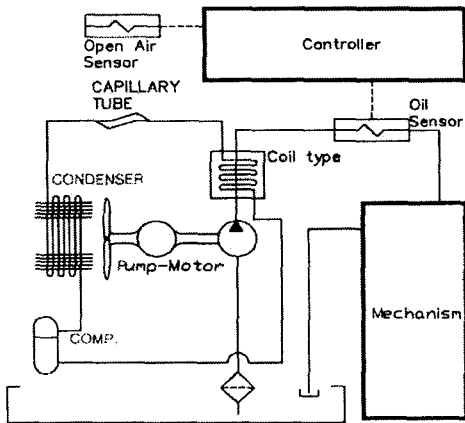 Open Air
Sensor
Controller
CAPILLARY
TUBE
Oil
Sensor
Coil type
CONDENSER
Pump-Motor
Mechanism
COMP.